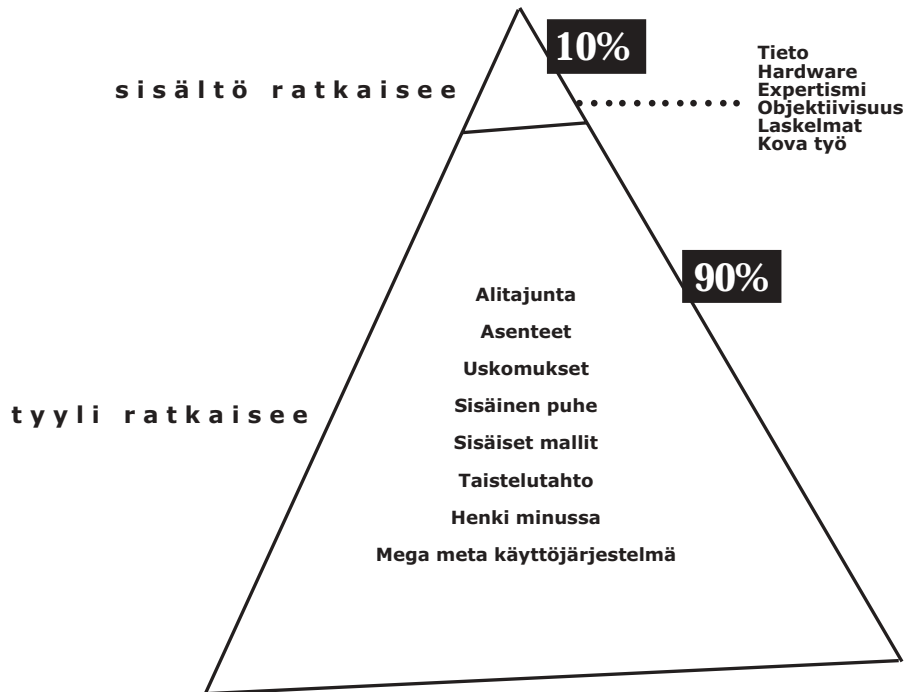 10%
sisältö ratkaisee
Tieto
Hardware
Expertismi
Objektiivisuus
Laskelmat
Kova työ
90%
Alitajunta
Asenteet
Uskomukset
Sisäinen puhe
tyyli ratkaisee
Sisäiset mallit
Taistelutahto
Henki minussa
Mega meta käyttöjärjestelmä